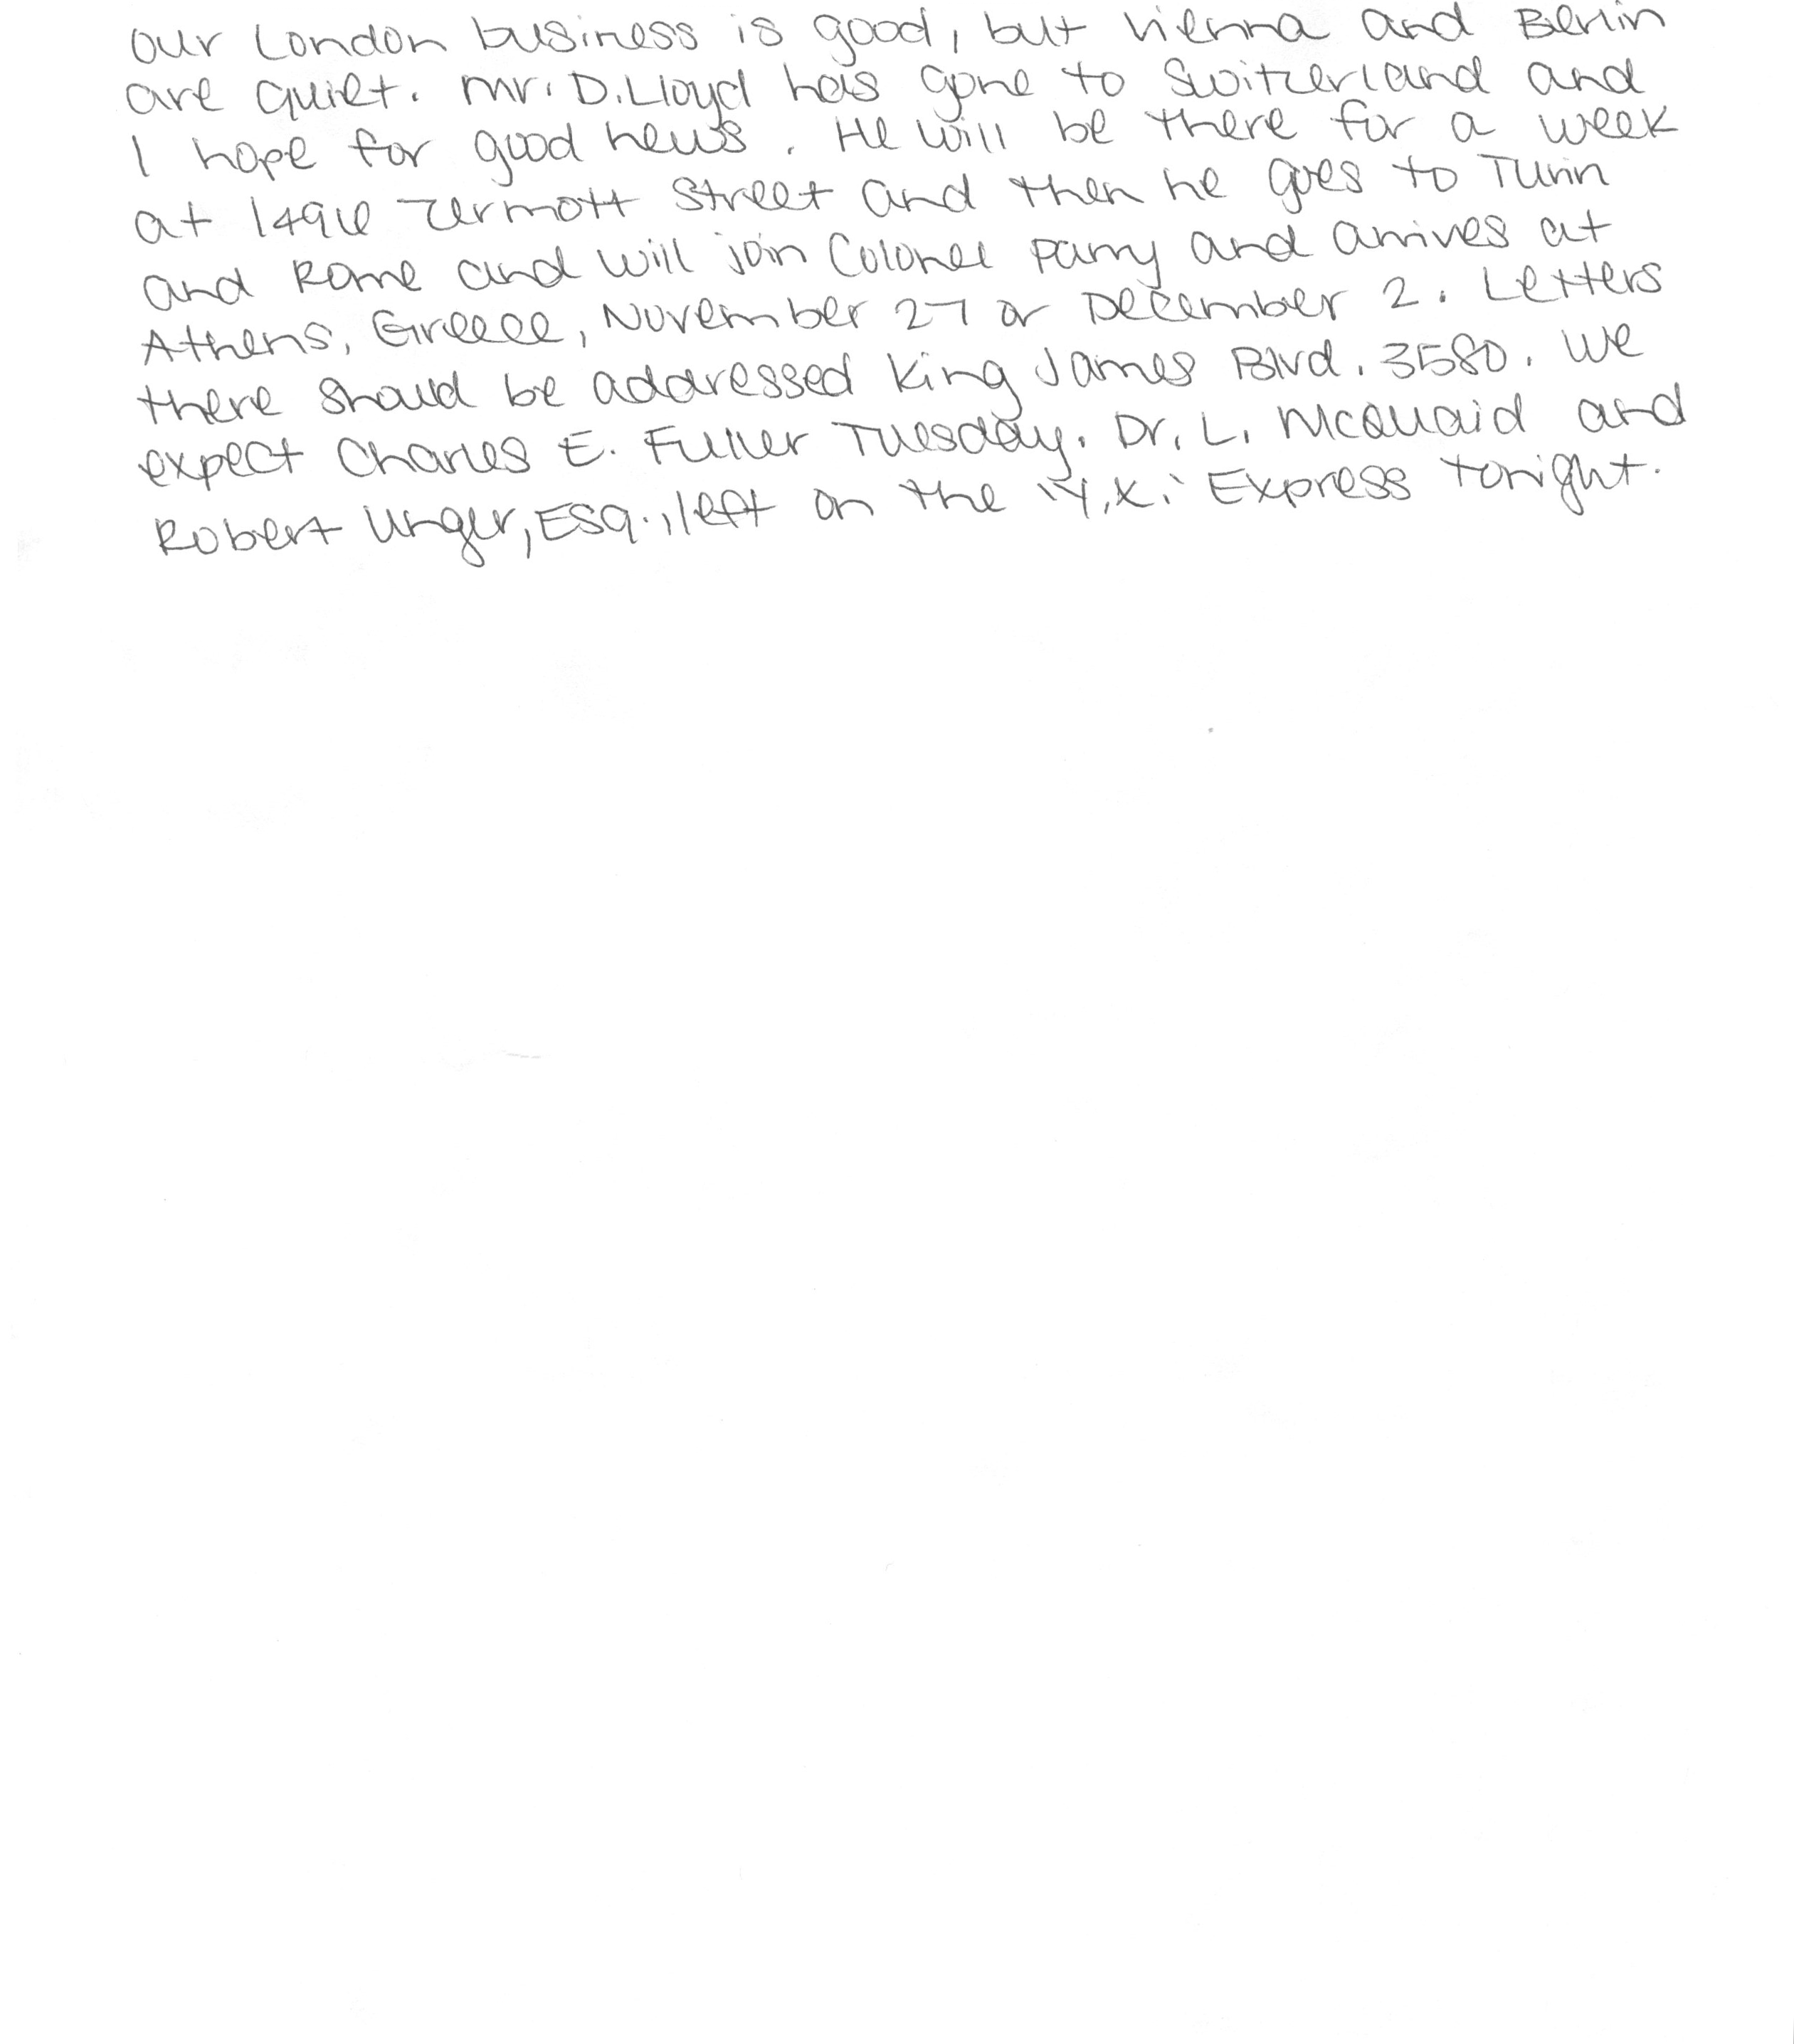 our London business is good, but Vienna and Berlin
are quiet. Mr. D. Lloyd has gone to Switzerland and
I hope for good news. He will be there for a week
at 1496 Zermott Street and then he goes to Turin
and Rome and will join Colonel Parry and arrives at
Athens, Greece, November 27 or December 2. Letters
there should be addressed King James Blvd. 3580. We
expect Charles E. Fuller Tuesday. Dr. L. McQuaid and
Robert Unger, Esq., left on the "Y.X." Express tonight.